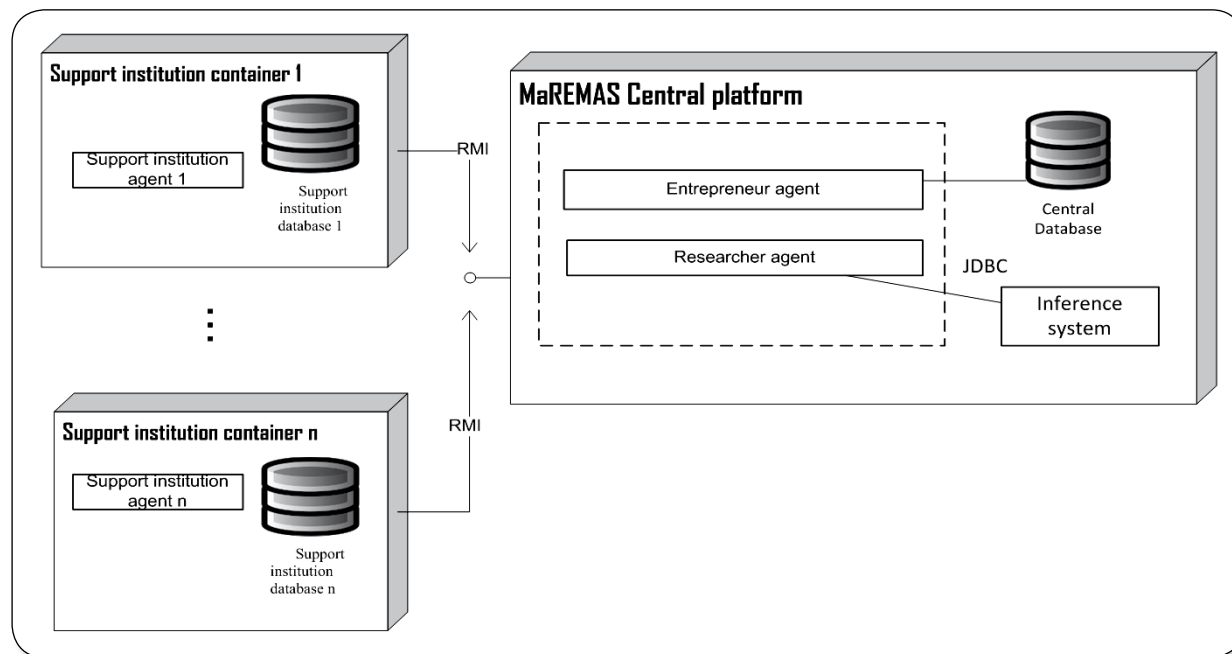 Support institution container 1
Support institution
agent 1
Support
institution
database 1
RMI
MaREMAS Central platform
Entrepreneur agent
Researcher agent
Central
Database
JDBC
Inference
system
Support institution container n
Support institution
agent n
Support
institution
database n
RMI